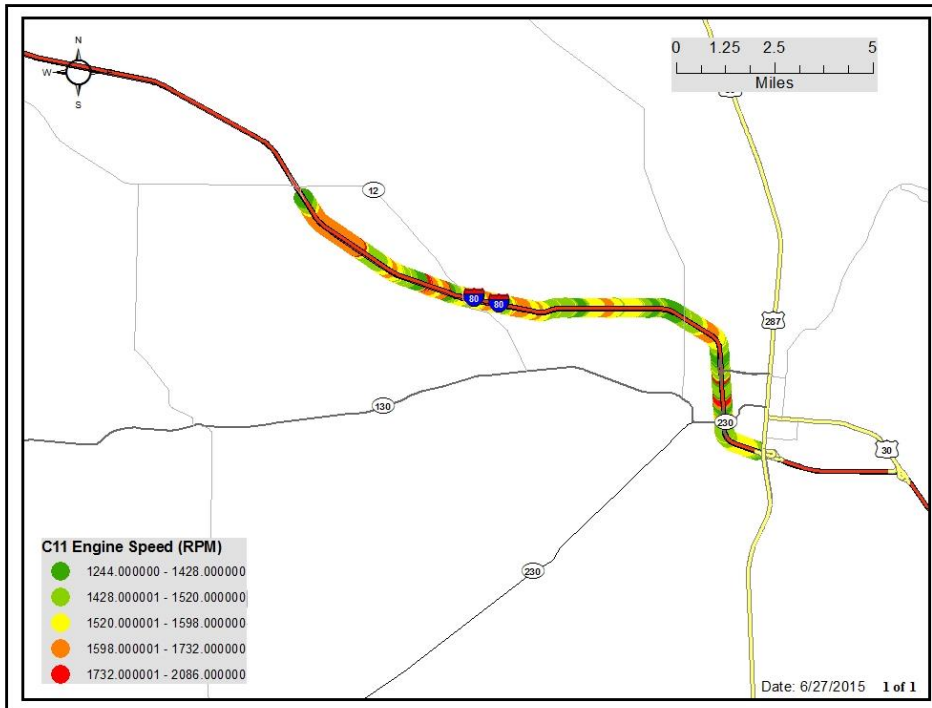 N
W
S
0 1.25 2.5 5
Miles
12
80
80
287
130
230
30
230
C11 Engine Speed (RPM)
1244.000000 - 1428.000000
1428.000001 - 1520.000000
1520.000001 - 1598.000000
1598.000001 - 1732.000000
1732.000001 - 2086.000000
Date: 6/27/2015 1 of 1